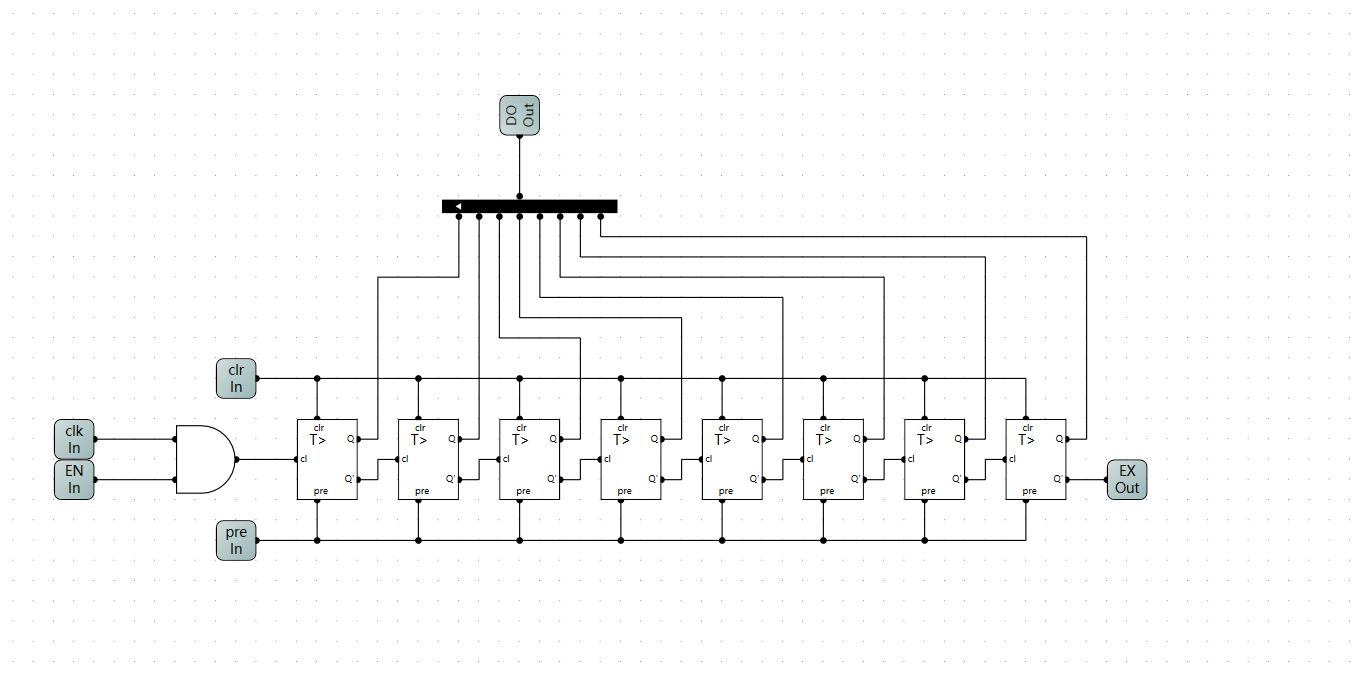 DO
Out
clr
In
clk
In
EN
In
pre
In
clr
T>
Q
cl
Q'
pre
clr
T>
Q
cl
Q'
pre
clr
T>
Q
cl
Q'
pre
clr
T>
Q
cl
Q'
pre
clr
T>
Q
cl
Q'
pre
clr
T>
Q
cl
Q'
pre
clr
T>
Q
cl
Q'
pre
clr
T>
Q
cl
Q'
pre
EX
Out